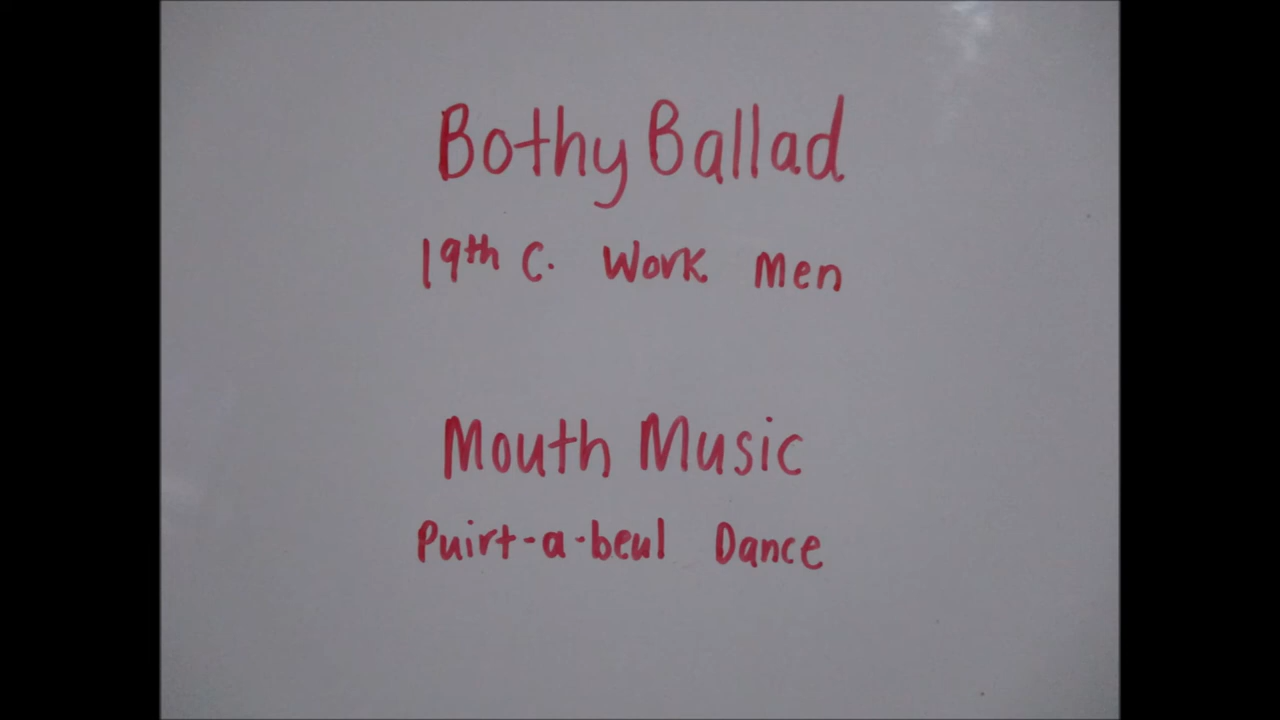 Bothy Ballad
19th C. Work Men
Mouth Music
Puirt-a-beul Dance